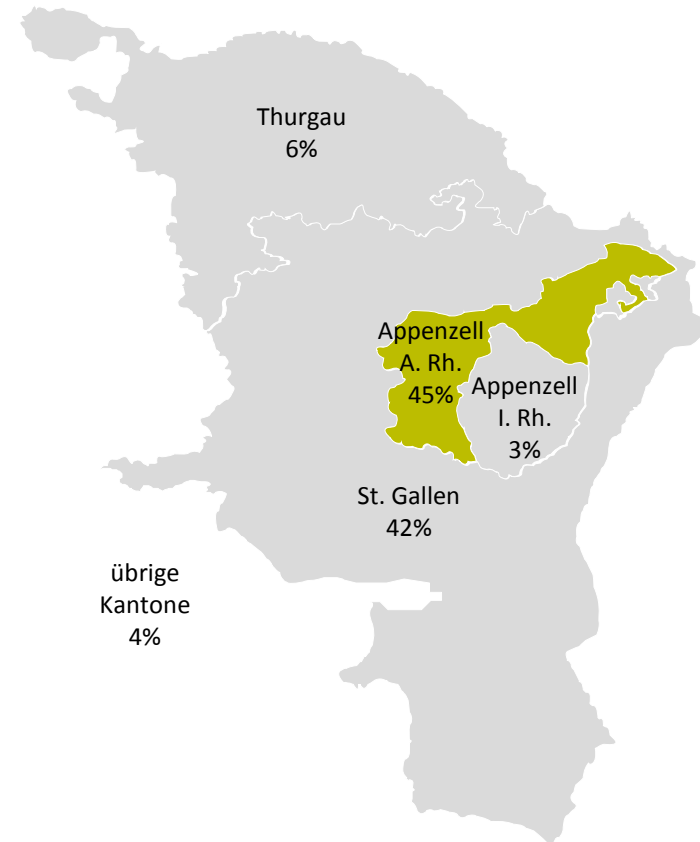 Thurgau
6%
Appenzell
A. Rh.
45%
Appenzell
I. Rh.
3%
St. Gallen
42%
übrige
Kantone
4%